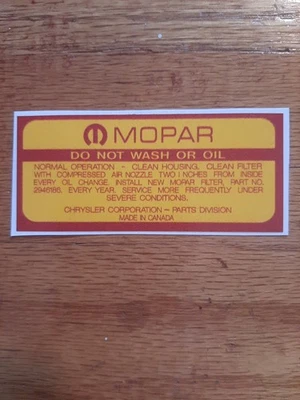 MOPAR
DO NOT WASH OR OIL
NORMAL OPERATION - CLEAN HOUSING. CLEAN FILTER
WITH COMPRESSED AIR NOZZLE TWO INCHES FROM INSIDE
EVERY OIL CHANGE. INSTALL NEW MOPAR FILTER, PART NO.
2946186. EVERY YEAR. SERVICE MORE FREQUENTLY UNDER
SEVERE CONDITIONS.
CHRYSLER CORPORATION - PARTS DIVISION
MADE IN CANADA